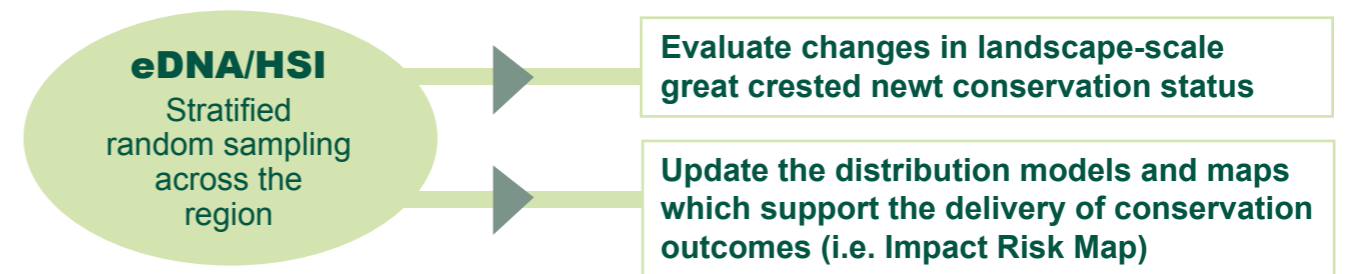 eDNA/HSI
Stratified
random sampling
across the
region
Evaluate changes in landscape-scale
great crested newt conservation status
Update the distribution models and maps
which support the delivery of conservation
outcomes (i.e. Impact Risk Map)